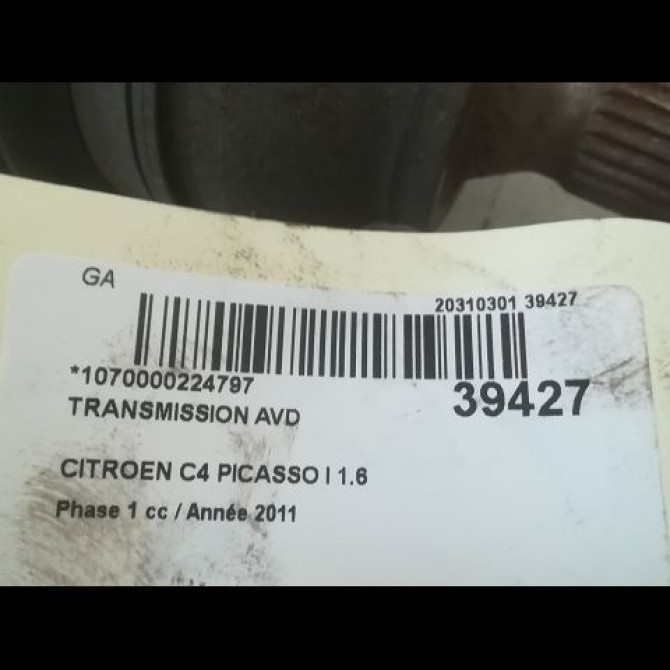 GA
20310301 39427
*1070000224797
39427
TRANSMISSION AVD
CITROEN C4 PICASSO I 1.6
Phase 1 cc / Année 2011